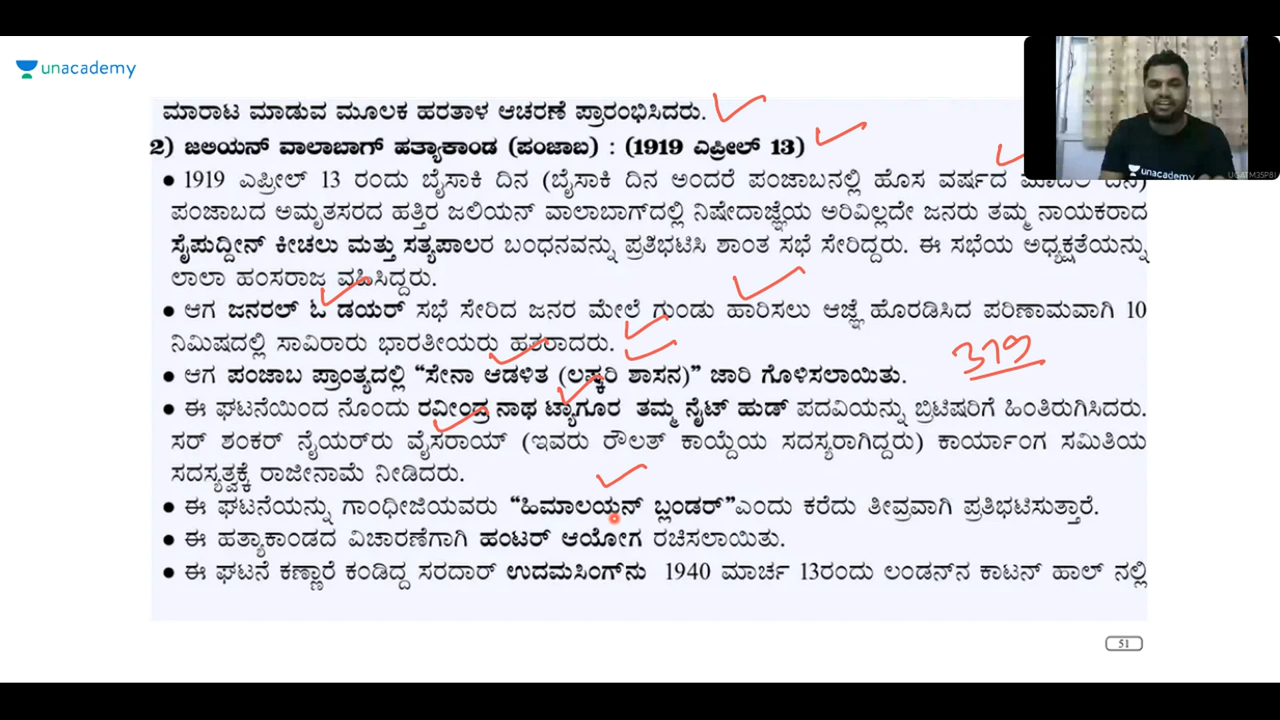 unacademy
ಮಾರಾಟ ಮಾಡುವ ಮೂಲಕ ಹರತಾಳ ಆಚರಣೆ ಪ್ರಾರಂಭಿಸಿದರು.
2) ಜಲಿಯನ್ ವಾಲಾಬಾಗ್ ಹತ್ಯಾಕಾಂಡ (ಪಂಜಾಬ) : (1919 ಎಪ್ರೀಲ್ 13)
• 1919 ಎಪ್ರೀಲ್ 13 ರಂದು ಬೈಸಾಕಿ ದಿನ (ಬೈಸಾಕಿ ದಿನ ಅಂದರೆ ಪಂಜಾಬನಲ್ಲಿ ಹೊಸ ವರ್ಷದ ಮೊದಲ ದಿನ)
ಪಂಜಾಬದ ಅಮೃತಸರದ ಹತ್ತಿರ ಜಲಿಯನ್ ವಾಲಾಬಾಗ್‌ದಲ್ಲಿ ನಿಷೇದಾಜ್ಞೆಯ ಅರಿವಿಲ್ಲದೇ ಜನರು ತಮ್ಮ ನಾಯಕರಾದ
ಸೈಪುದ್ದೀನ್ ಕೀಚಲು ಮತ್ತು ಸತ್ಯಪಾಲರ ಬಂಧನವನ್ನು ಪ್ರತಿಭಟಿಸಿ ಶಾಂತ ಸಭೆ ಸೇರಿದ್ದರು. ಈ ಸಭೆಯ ಅಧ್ಯಕ್ಷತೆಯನ್ನು
ಲಾಲಾ ಹಂಸರಾಜ ವಹಿಸಿದ್ದರು.
• ಆಗ ಜನರಲ್ ಓ ಡಯರ್ ಸಭೆ ಸೇರಿದ ಜನರ ಮೇಲೆ ಗುಂಡು ಹಾರಿಸಲು ಆಜ್ಞೆ ಹೊರಡಿಸಿದ ಪರಿಣಾಮವಾಗಿ 10
ನಿಮಿಷದಲ್ಲಿ ಸಾವಿರಾರು ಭಾರತೀಯರು ಹತರಾದರು.
379
• ಆಗ ಪಂಜಾಬ ಪ್ರಾಂತ್ಯದಲ್ಲಿ “ಸೇನಾ ಆಡಳಿತ (ಲಷ್ಕರಿ ಶಾಸನ)” ಜಾರಿ ಗೊಳಿಸಲಾಯಿತು.
• ಈ ಘಟನೆಯಿಂದ ನೊಂದು ರವೀಂದ್ರ ನಾಥ ಟ್ಯಾಗೂರ ತಮ್ಮ ನೈಟ್ ಹುಡ್ ಪದವಿಯನ್ನು ಬ್ರಿಟಿಷರಿಗೆ ಹಿಂತಿರುಗಿಸಿದರು.
ಸರ್ ಶಂಕರ್ ನೈಯರ್‌ರು ವೈಸರಾಯ್ (ಇವರು ರೌಲತ್ ಕಾಯ್ದೆಯ ಸದಸ್ಯರಾಗಿದ್ದರು) ಕಾರ್ಯಾಂಗ ಸಮಿತಿಯ
ಸದಸ್ಯತ್ವಕ್ಕೆ ರಾಜೀನಾಮೆ ನೀಡಿದರು.
• ಈ ಘಟನೆಯನ್ನು ಗಾಂಧೀಜಿಯವರು “ಹಿಮಾಲಯನ್ ಬ್ಲಂಡರ್”ಎಂದು ಕರೆದು ತೀವ್ರವಾಗಿ ಪ್ರತಿಭಟಿಸುತ್ತಾರೆ.
• ಈ ಹತ್ಯಾಕಾಂಡದ ವಿಚಾರಣೆಗಾಗಿ ಹಂಟರ್ ಆಯೋಗ ರಚಿಸಲಾಯಿತು.
• ಈ ಘಟನೆ ಕಣ್ಣಾರೆ ಕಂಡಿದ್ದ ಸರದಾರ್ ಉದಮಸಿಂಗ್‌ನು 1940 ಮಾರ್ಚ 13ರಂದು ಲಂಡನ್‌ನ ಕಾಟನ್ ಹಾಲ್ ನಲ್ಲಿ
51
unacademy
UGATM35P8I